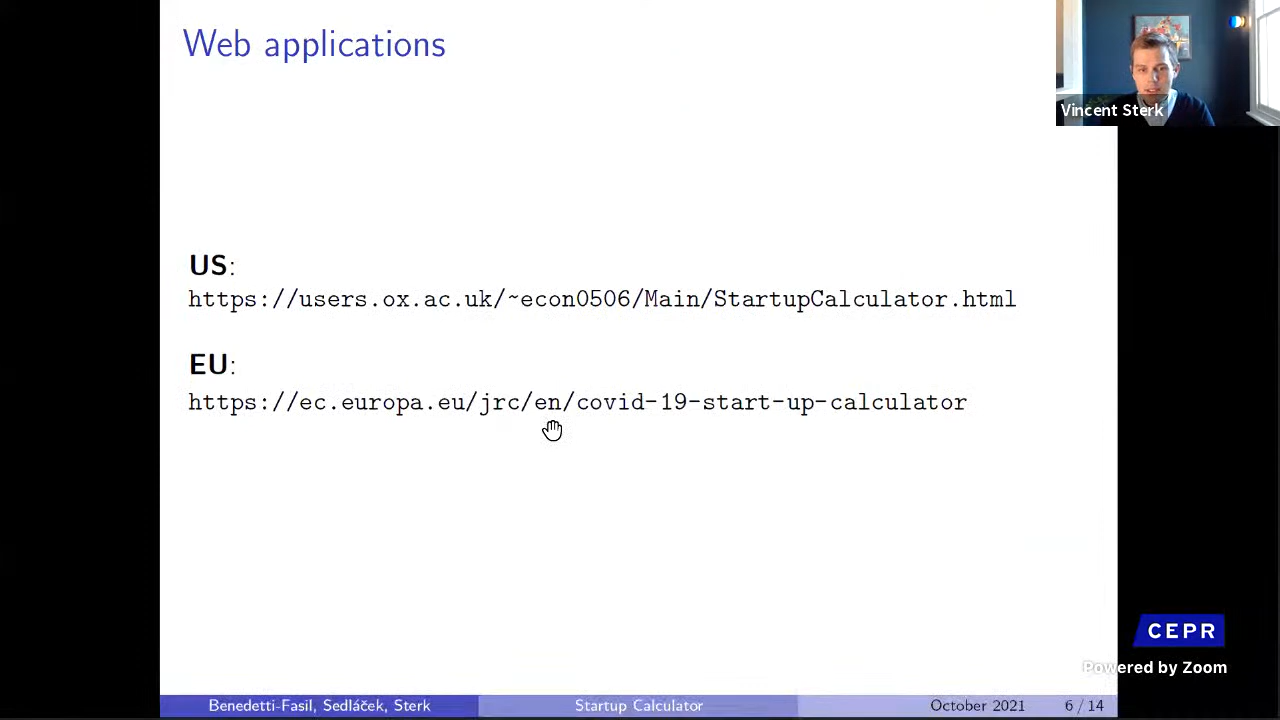 Web applications
Vincent Sterk
US:
https://users.ox.ac.uk/~econ0506/Main/StartupCalculator.html
EU:
https://ec.europa.eu/jrc/en/covid-19-start-up-calculator
CEPR
Powered by Zoom
Benedetti-Fasil, Sedláček, Sterk Startup Calculator October 2021 6 / 14